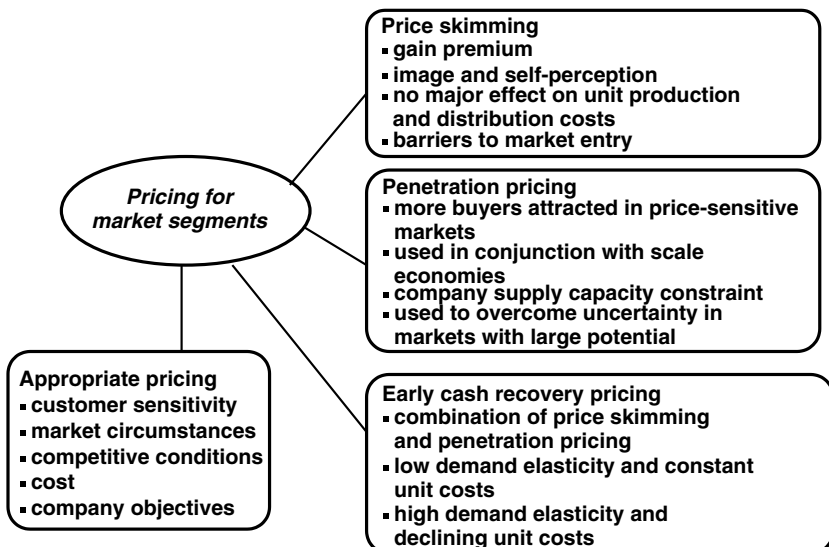 Price skimming
▪ gain premium
▪ image and self-perception
▪ no major effect on unit production
and distribution costs
▪ barriers to market entry
Pricing for
market segments
Penetration pricing
▪ more buyers attracted in price-sensitive
markets
▪ used in conjunction with scale
economies
▪ company supply capacity constraint
▪ used to overcome uncertainty in
markets with large potential
Appropriate pricing
▪ customer sensitivity
▪ market circumstances
▪ competitive conditions
▪ cost
▪ company objectives
Early cash recovery pricing
▪ combination of price skimming
and penetration pricing
▪ low demand elasticity and constant
unit costs
▪ high demand elasticity and
declining unit costs